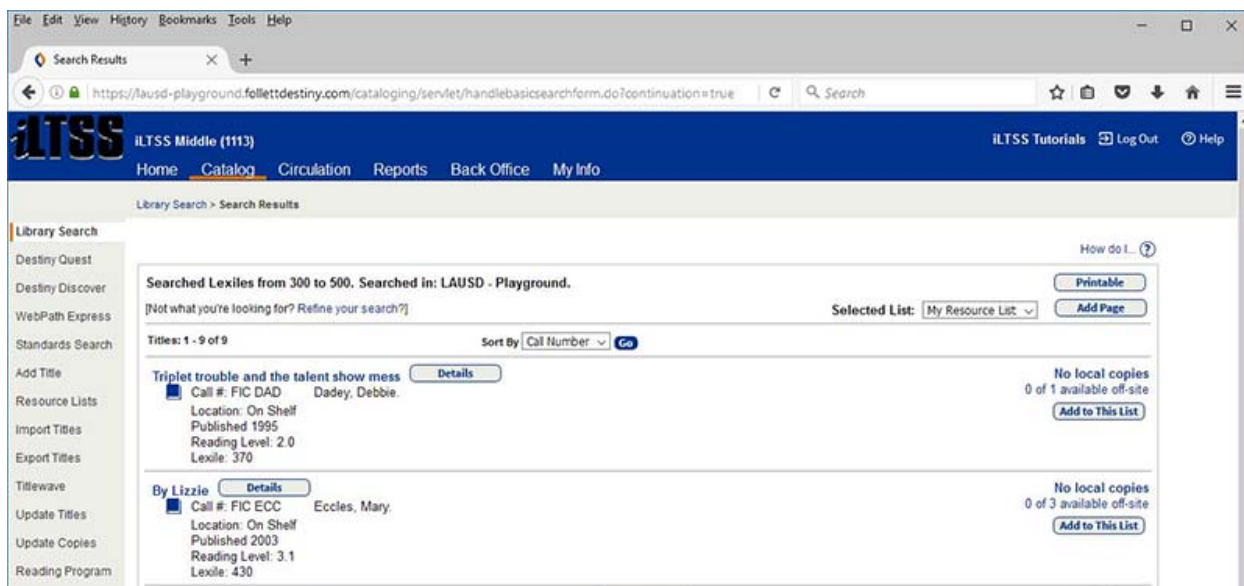 File Edit View History Bookmarks Tools Help
Search Results
https://lausd-playground.follettdestiny.com/cataloging/servlet/handlebasicsearchform.do?continuation=true
Search
iLTSS
iLTSS Middle (1113)
iLTSS Tutorials Log Out Help
Home Catalog Circulation Reports Back Office My Info
Library Search > Search Results
Library Search
Destiny Quest
Destiny Discover
WebPath Express
Standards Search
Add Title
Resource Lists
Import Titles
Export Titles
Titlewave
Update Titles
Update Copies
Reading Program
How do I... ?
Searched Lexiles from 300 to 500. Searched in: LAUSD - Playground.
Printable
[Not what you're looking for? Refine your search?]
Selected List: My Resource List
Add Page
Titles: 1 - 9 of 9
Sort By Call Number Go
Triplet trouble and the talent show mess Details
No local copies
Call #: FIC DAD Dadey, Debbie.
0 of 1 available off-site
Location: On Shelf
Add to This List
Published 1995
Reading Level: 2.0
Lexile: 370
By Lizzie Details
No local copies
Call #: FIC ECC Eccles, Mary.
0 of 3 available off-site
Location: On Shelf
Add to This List
Published 2003
Reading Level: 3.1
Lexile: 430